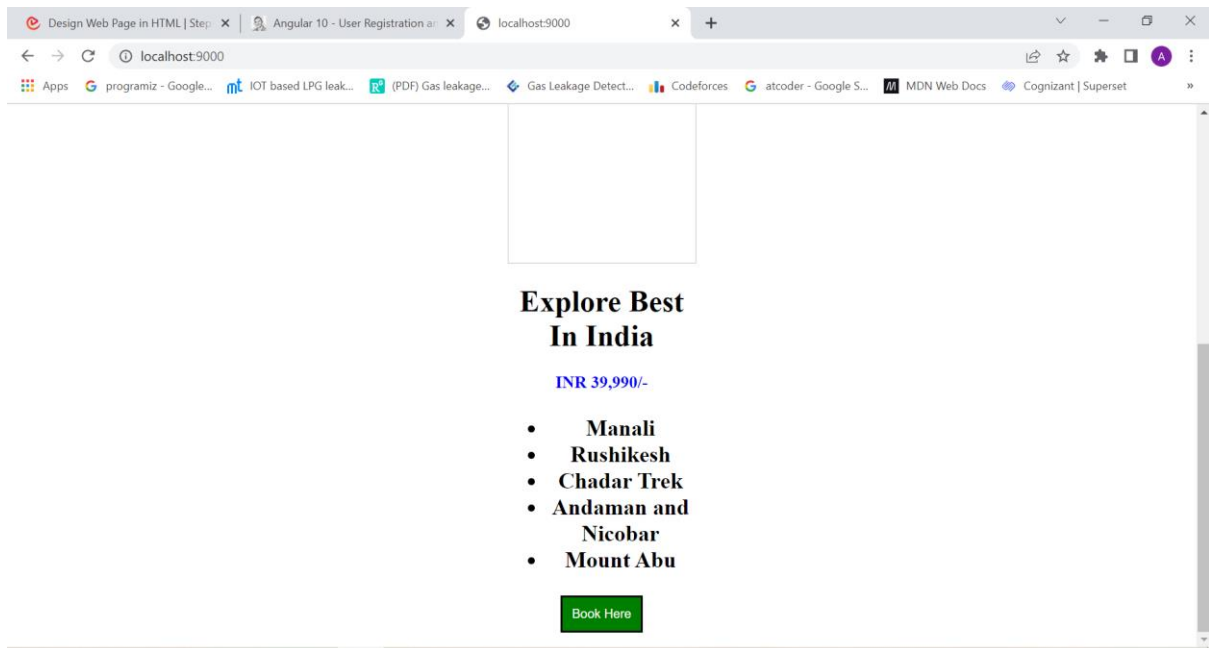 Design Web Page in HTML | Step
Angular 10 - User Registration ar
localhost:9000
localhost:9000
A
Apps
programiz - Google...
IOT based LPG leak...
(PDF) Gas leakage...
Gas Leakage Detect...
Codeforces
atcoder - Google S...
MDN Web Docs
Cognizant | Superset
»
Explore Best
In India
INR 39,990/-
• Manali
• Rushikesh
• Chadar Trek
• Andaman and
Nicobar
• Mount Abu
Book Here